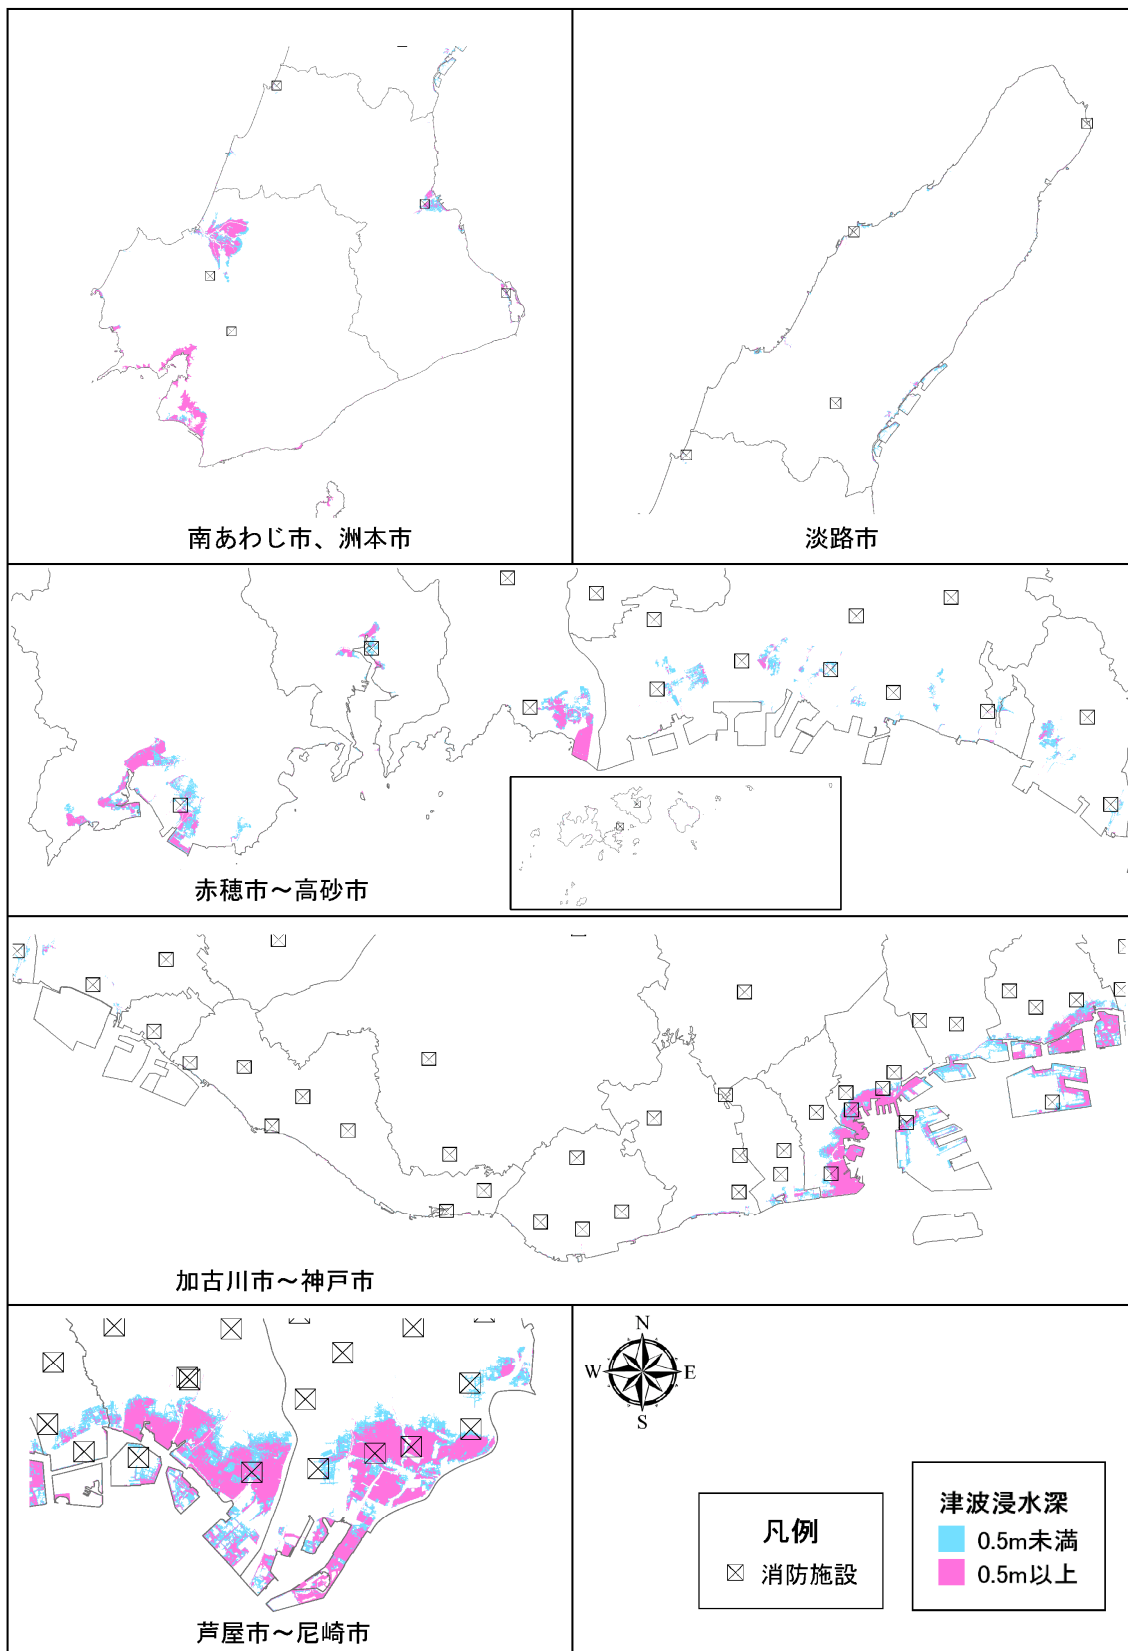 南あわじ市、洲本市
淡路市
赤穂市～高砂市
加古川市～神戸市
芦屋市～尼崎市
N
W E
S
凡例
消防施設
津波浸水深
0.5m未満
0.5m以上